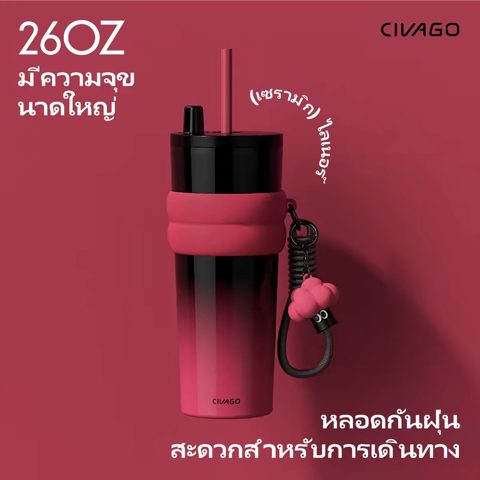 26OZ
CIVAGO
มีความจุข
นาดใหญ่
(เซรามิก) ไลเนอร์
CIVAGO
หลอดกันฝุ่น
สะดวกสำหรับการเดินทาง